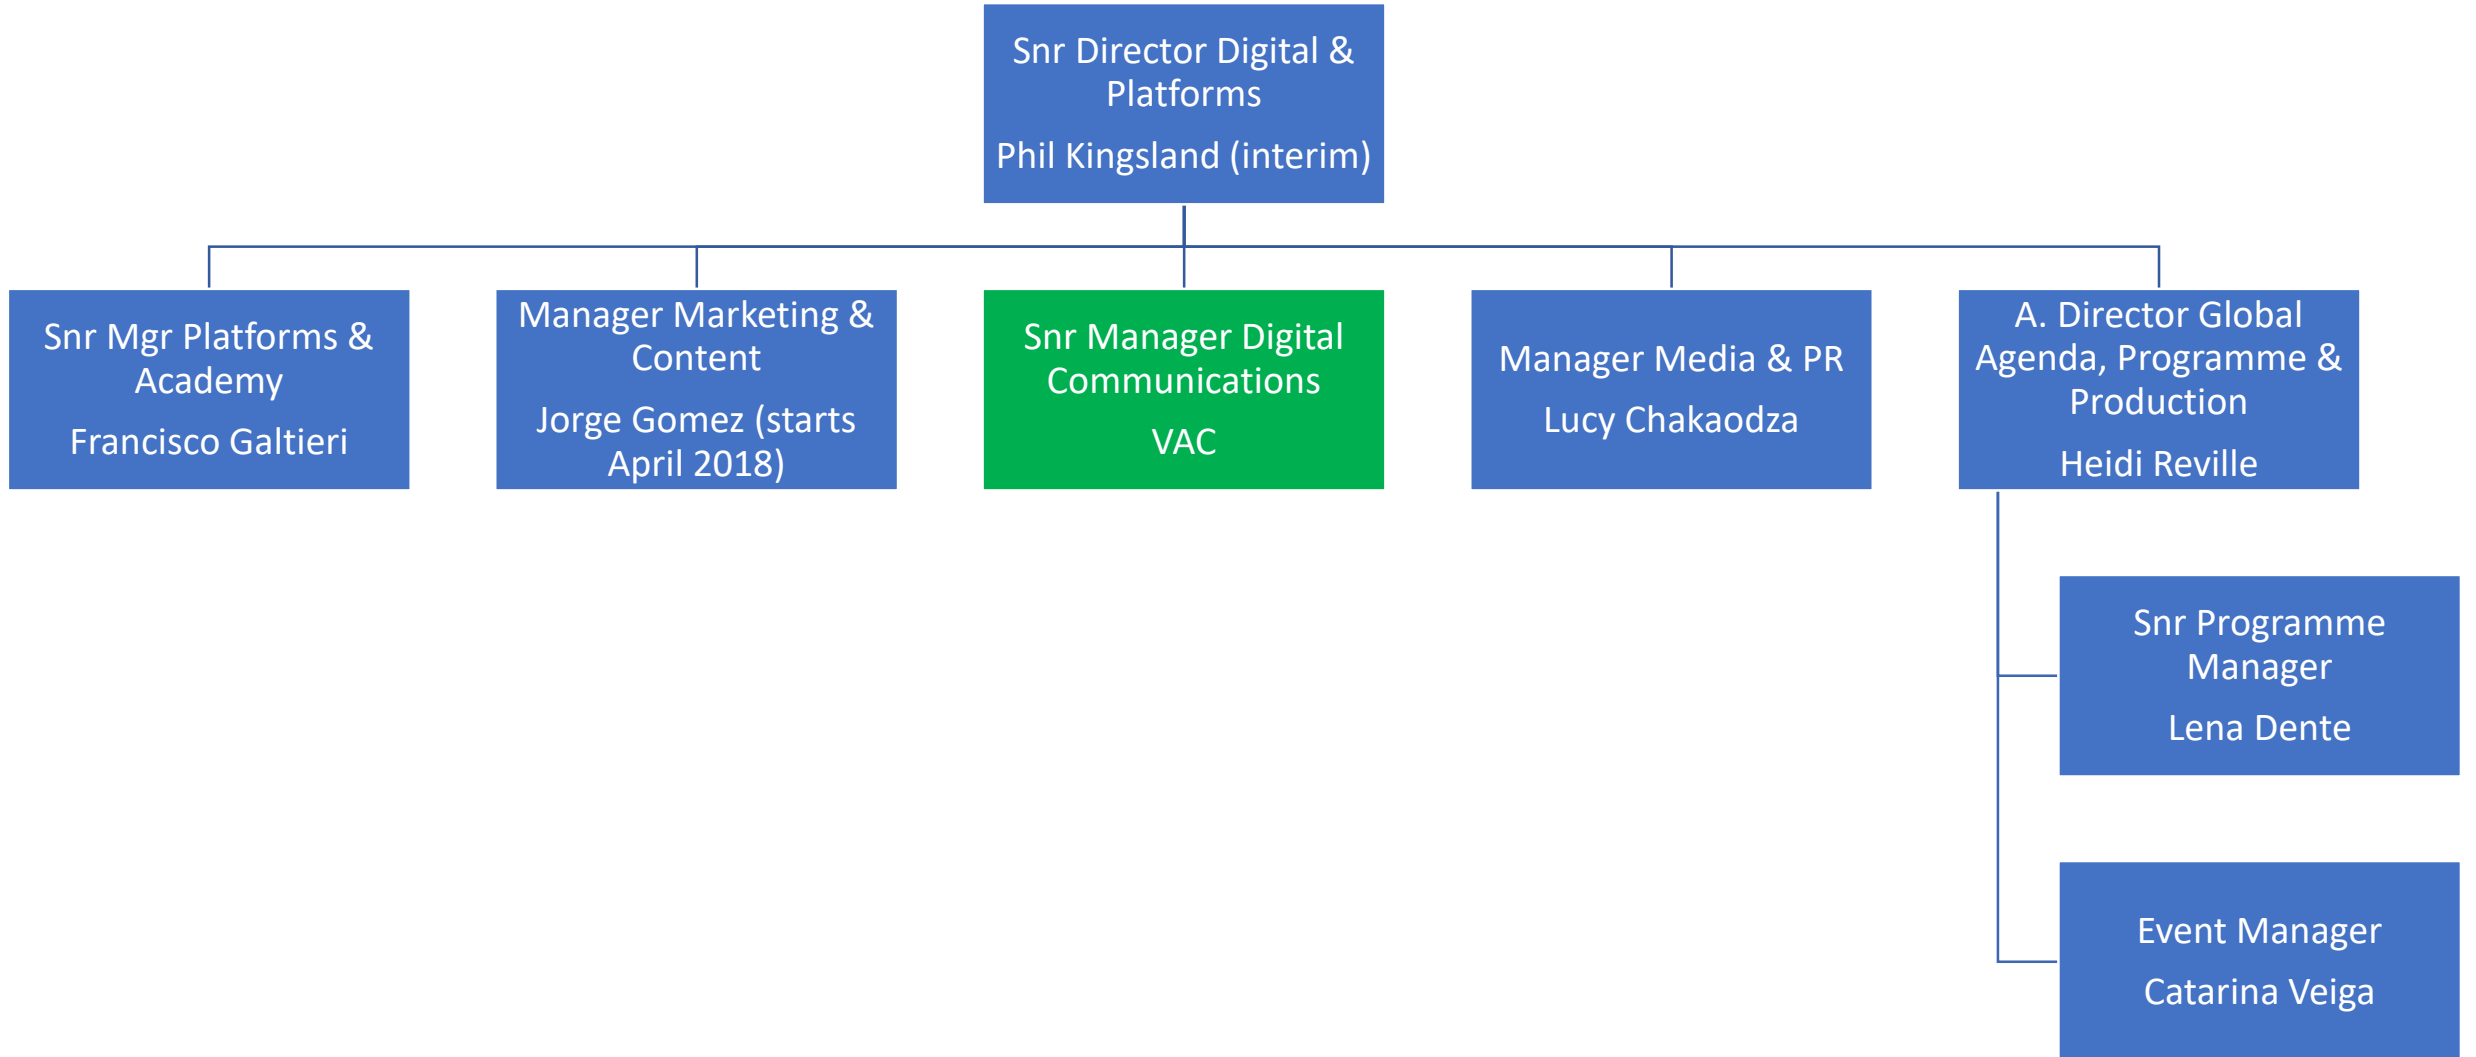 Snr Director Digital &
Platforms
Phil Kingsland (interim)
Snr Mgr Platforms &
Academy
Francisco Galtieri
Manager Marketing &
Content
Jorge Gomez (starts
April 2018)
Snr Manager Digital
Communications
VAC
Manager Media & PR
Lucy Chakaodza
A. Director Global
Agenda, Programme &
Production
Heidi Reville
Snr Programme
Manager
Lena Dente
Event Manager
Catarina Veiga